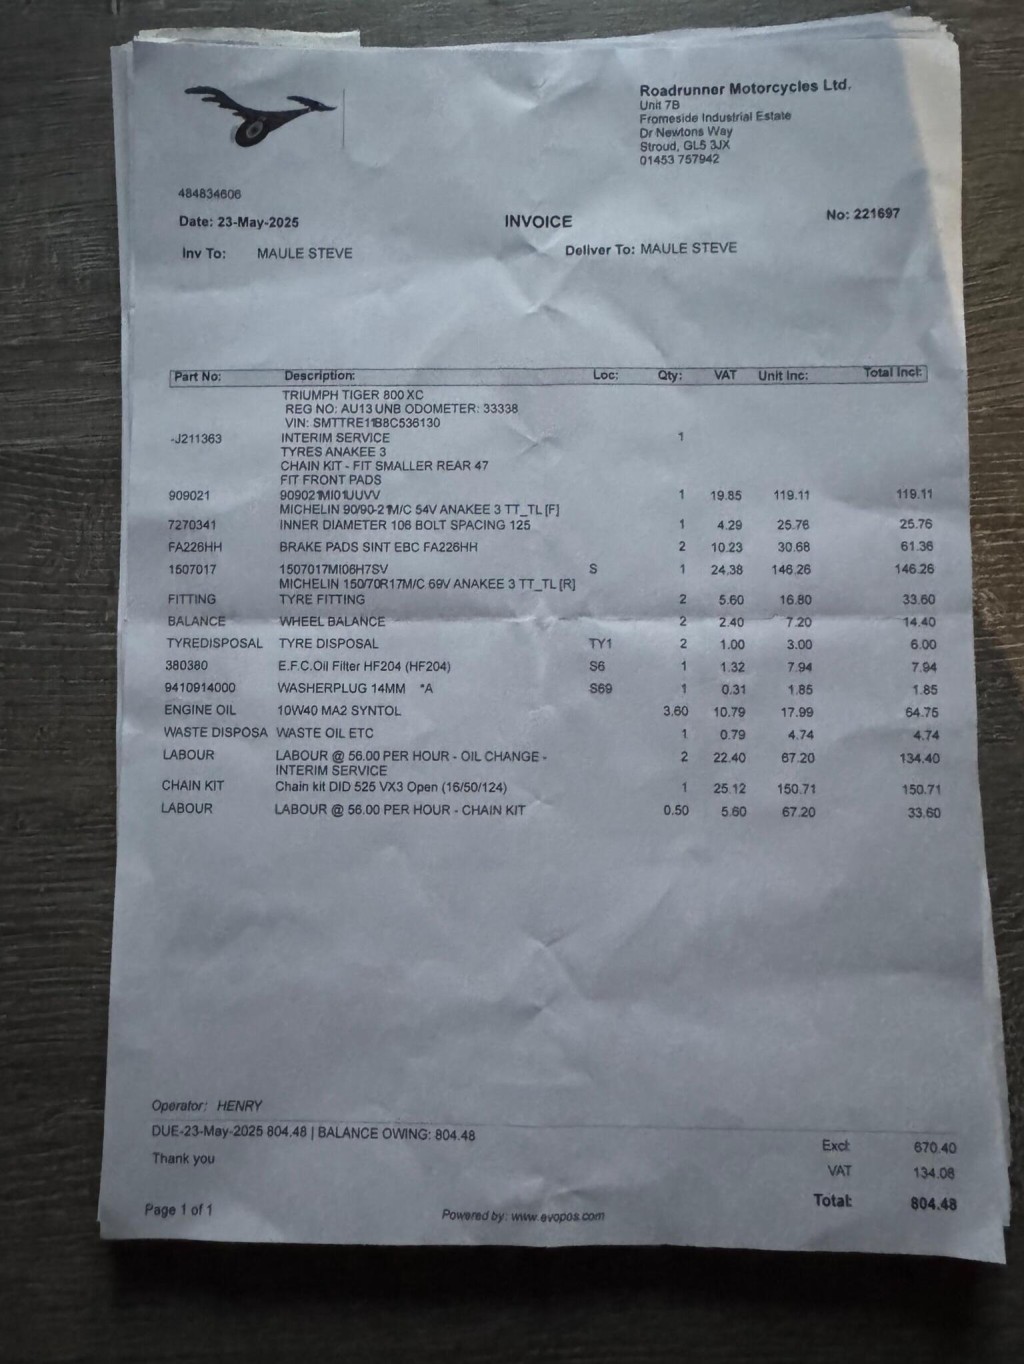 Roadrunner Motorcycles Ltd.
Unit 7B
Fromeside Industrial Estate
Dr Newtons Way
Stroud, GL5 3JX
01453 757942
484834606
Date: 23-May-2025 INVOICE No: 221697
Inv To: MAULE STEVE Deliver To: MAULE STEVE
Part No: Description: Loc: Qty: VAT Unit Inc: Total Incl:
TRIUMPH TIGER 800 XC
REG NO: AU13 UNB ODOMETER: 33338
VIN: SMTTRE11B8C536130
-J211363 INTERIM SERVICE 1
TYRES ANAKEE 3
CHAIN KIT - FIT SMALLER REAR 47
FIT FRONT PADS
909021 909021MI01UUVV 1 19.85 119.11 119.11
MICHELIN 90/90-21M/C 54V ANAKEE 3 TT_TL [F]
7270341 INNER DIAMETER 106 BOLT SPACING 125 1 4.29 25.76 25.76
FA226HH BRAKE PADS SINT EBC FA226HH 2 10.23 30.68 61.36
1507017 1507017MI06H7SV S 1 24.38 146.26 146.26
MICHELIN 150/70R17M/C 69V ANAKEE 3 TT_TL [R]
FITTING TYRE FITTING 2 5.60 16.80 33.60
BALANCE WHEEL BALANCE 2 2.40 7.20 14.40
TYREDISPOSAL TYRE DISPOSAL TY1 2 1.00 3.00 6.00
380380 E.F.C.Oil Filter HF204 (HF204) S6 1 1.32 7.94 7.94
9410914000 WASHERPLUG 14MM *A S69 1 0.31 1.85 1.85
ENGINE OIL 10W40 MA2 SYNTOL 3.60 10.79 17.99 64.75
WASTE DISPOSA WASTE OIL ETC 1 0.79 4.74 4.74
LABOUR LABOUR @ 56.00 PER HOUR - OIL CHANGE - 2 22.40 67.20 134.40
INTERIM SERVICE
CHAIN KIT Chain kit DID 525 VX3 Open (16/50/124) 1 25.12 150.71 150.71
LABOUR LABOUR @ 56.00 PER HOUR - CHAIN KIT 0.50 5.60 67.20 33.60
Operator: HENRY
DUE-23-May-2025 804.48 | BALANCE OWING: 804.48
Excl: 670.40
Thank you
VAT 134.08
Total: 804.48
Page 1 of 1
Powered by: www.evopos.com